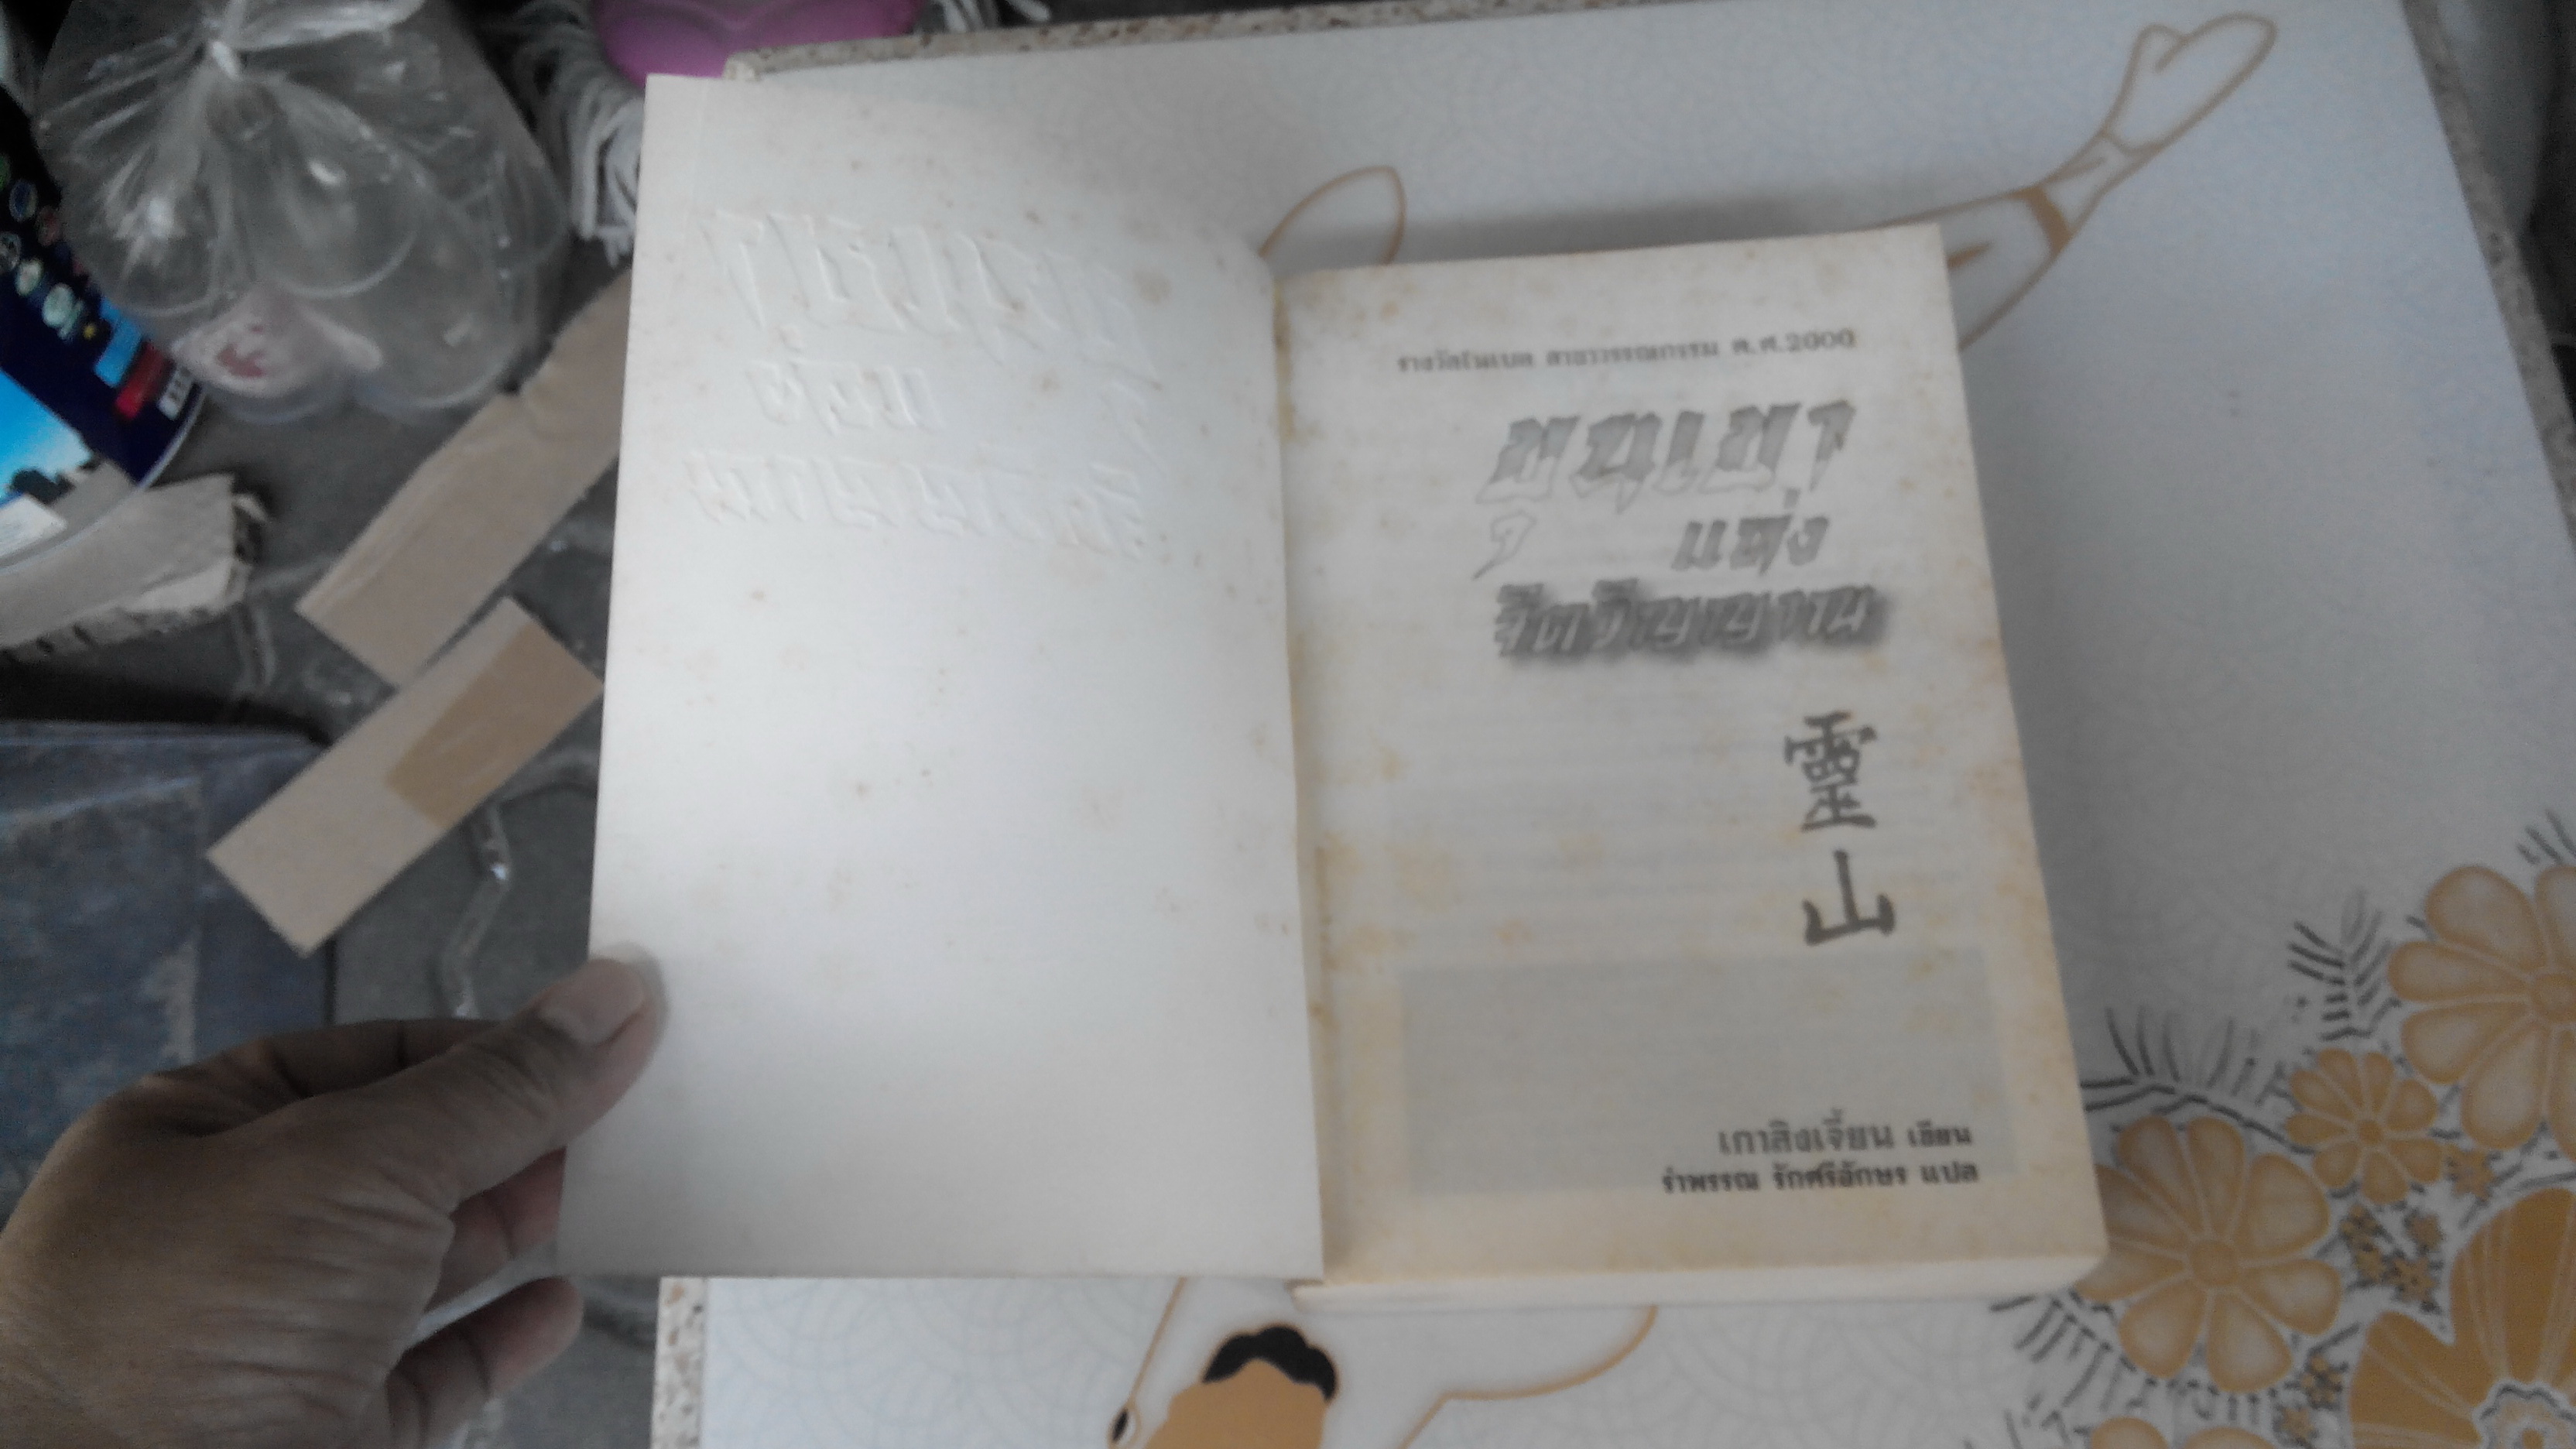 รางวัลโนเบล สาขาวรรณกรรม ค.ศ.2000
ขุนเขา
แห่ง
จิตวิญญาณ
靈
山
เกาสิงเจี้ยน เขียน
รำพรรณ รักศรีอักษร แปล